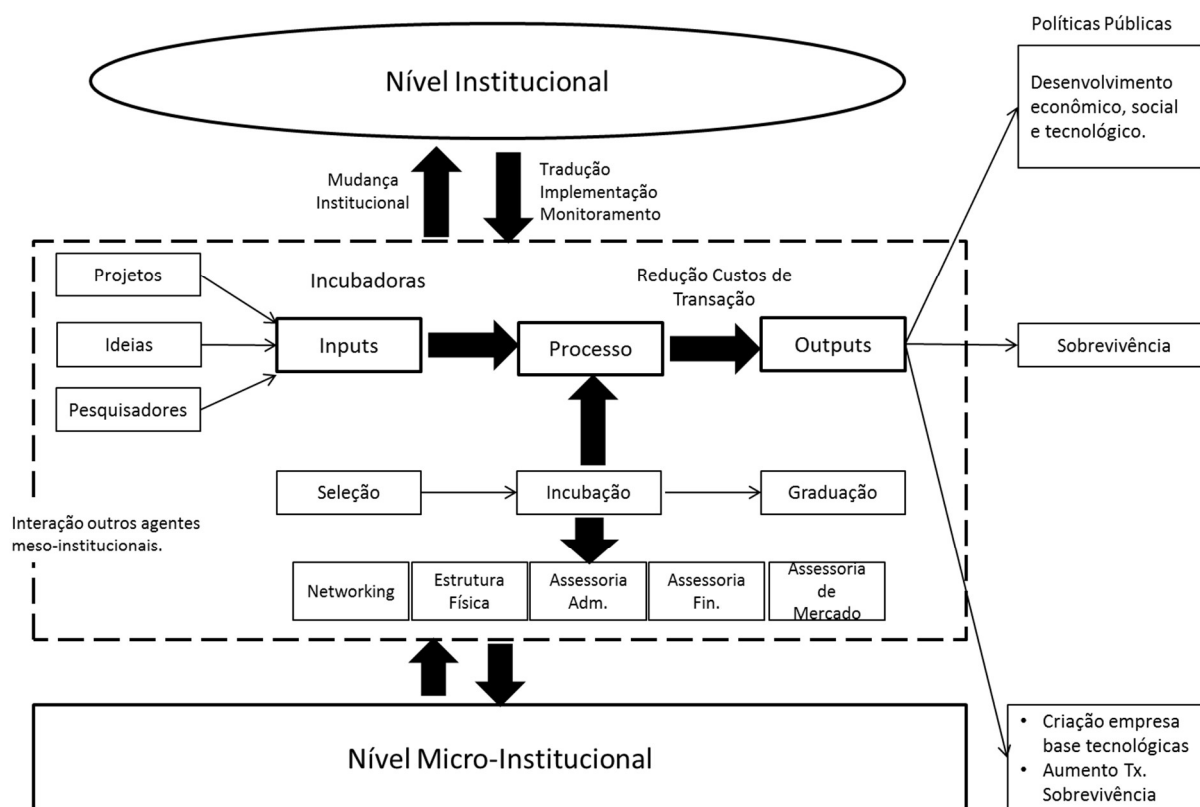 Políticas Públicas
Nível Institucional
Desenvolvimento
econômico, social
e tecnológico.
Mudança
Institucional
Tradução
Implementação
Monitoramento
Projetos
Incubadoras
Redução Custos de
Transação
Ideias
Inputs
Processo
Outputs
Sobrevivência
Pesquisadores
Seleção
Incubação
Graduação
Interação outros agentes
meso-institucionais.
Networking
Estrutura
Física
Assessoria
Adm.
Assessoria
Fin.
Assessoria
de
Mercado
Nível Micro-Institucional
• Criação empresa
base tecnológicas
• Aumento Tx.
Sobrevivência